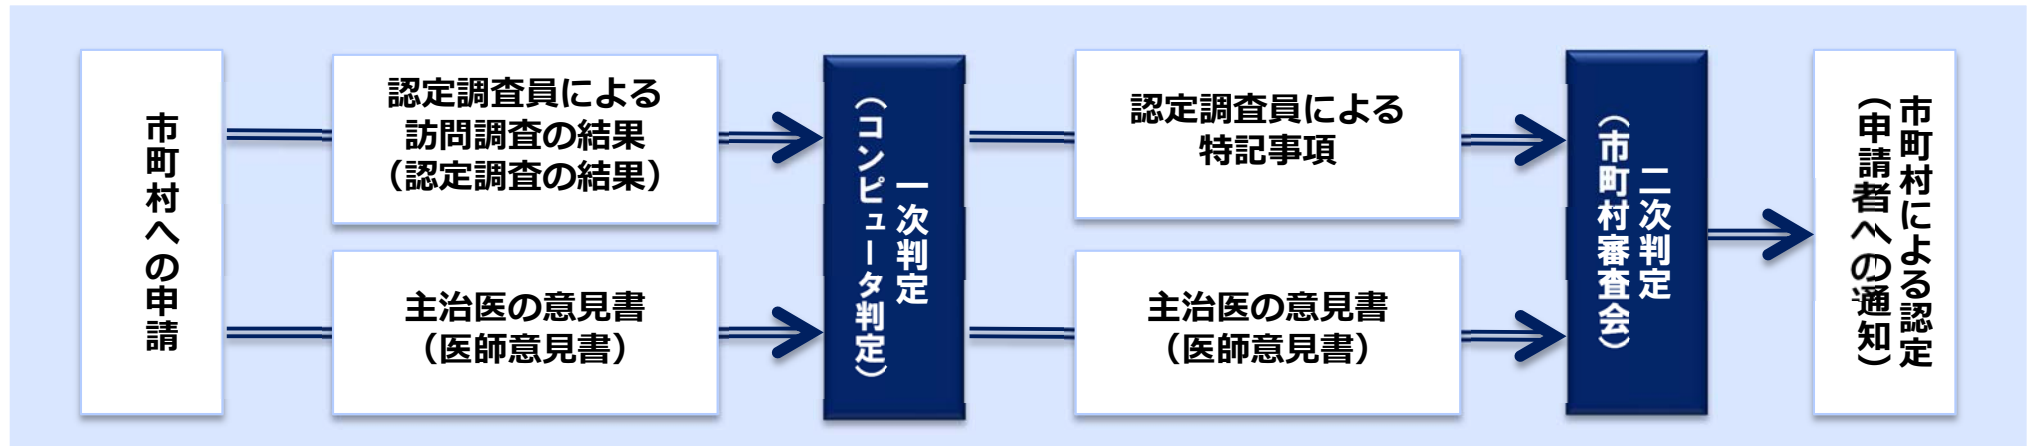 市町村への申請
認定調査員による
訪問調査の結果
（認定調査の結果）
主治医の意見書
（医師意見書）
一次判定
（コンピュータ判定）
認定調査員による
特記事項
主治医の意見書
（医師意見書）
二次判定
（市町村審査会）
市町村による認定
（申請者への通知）